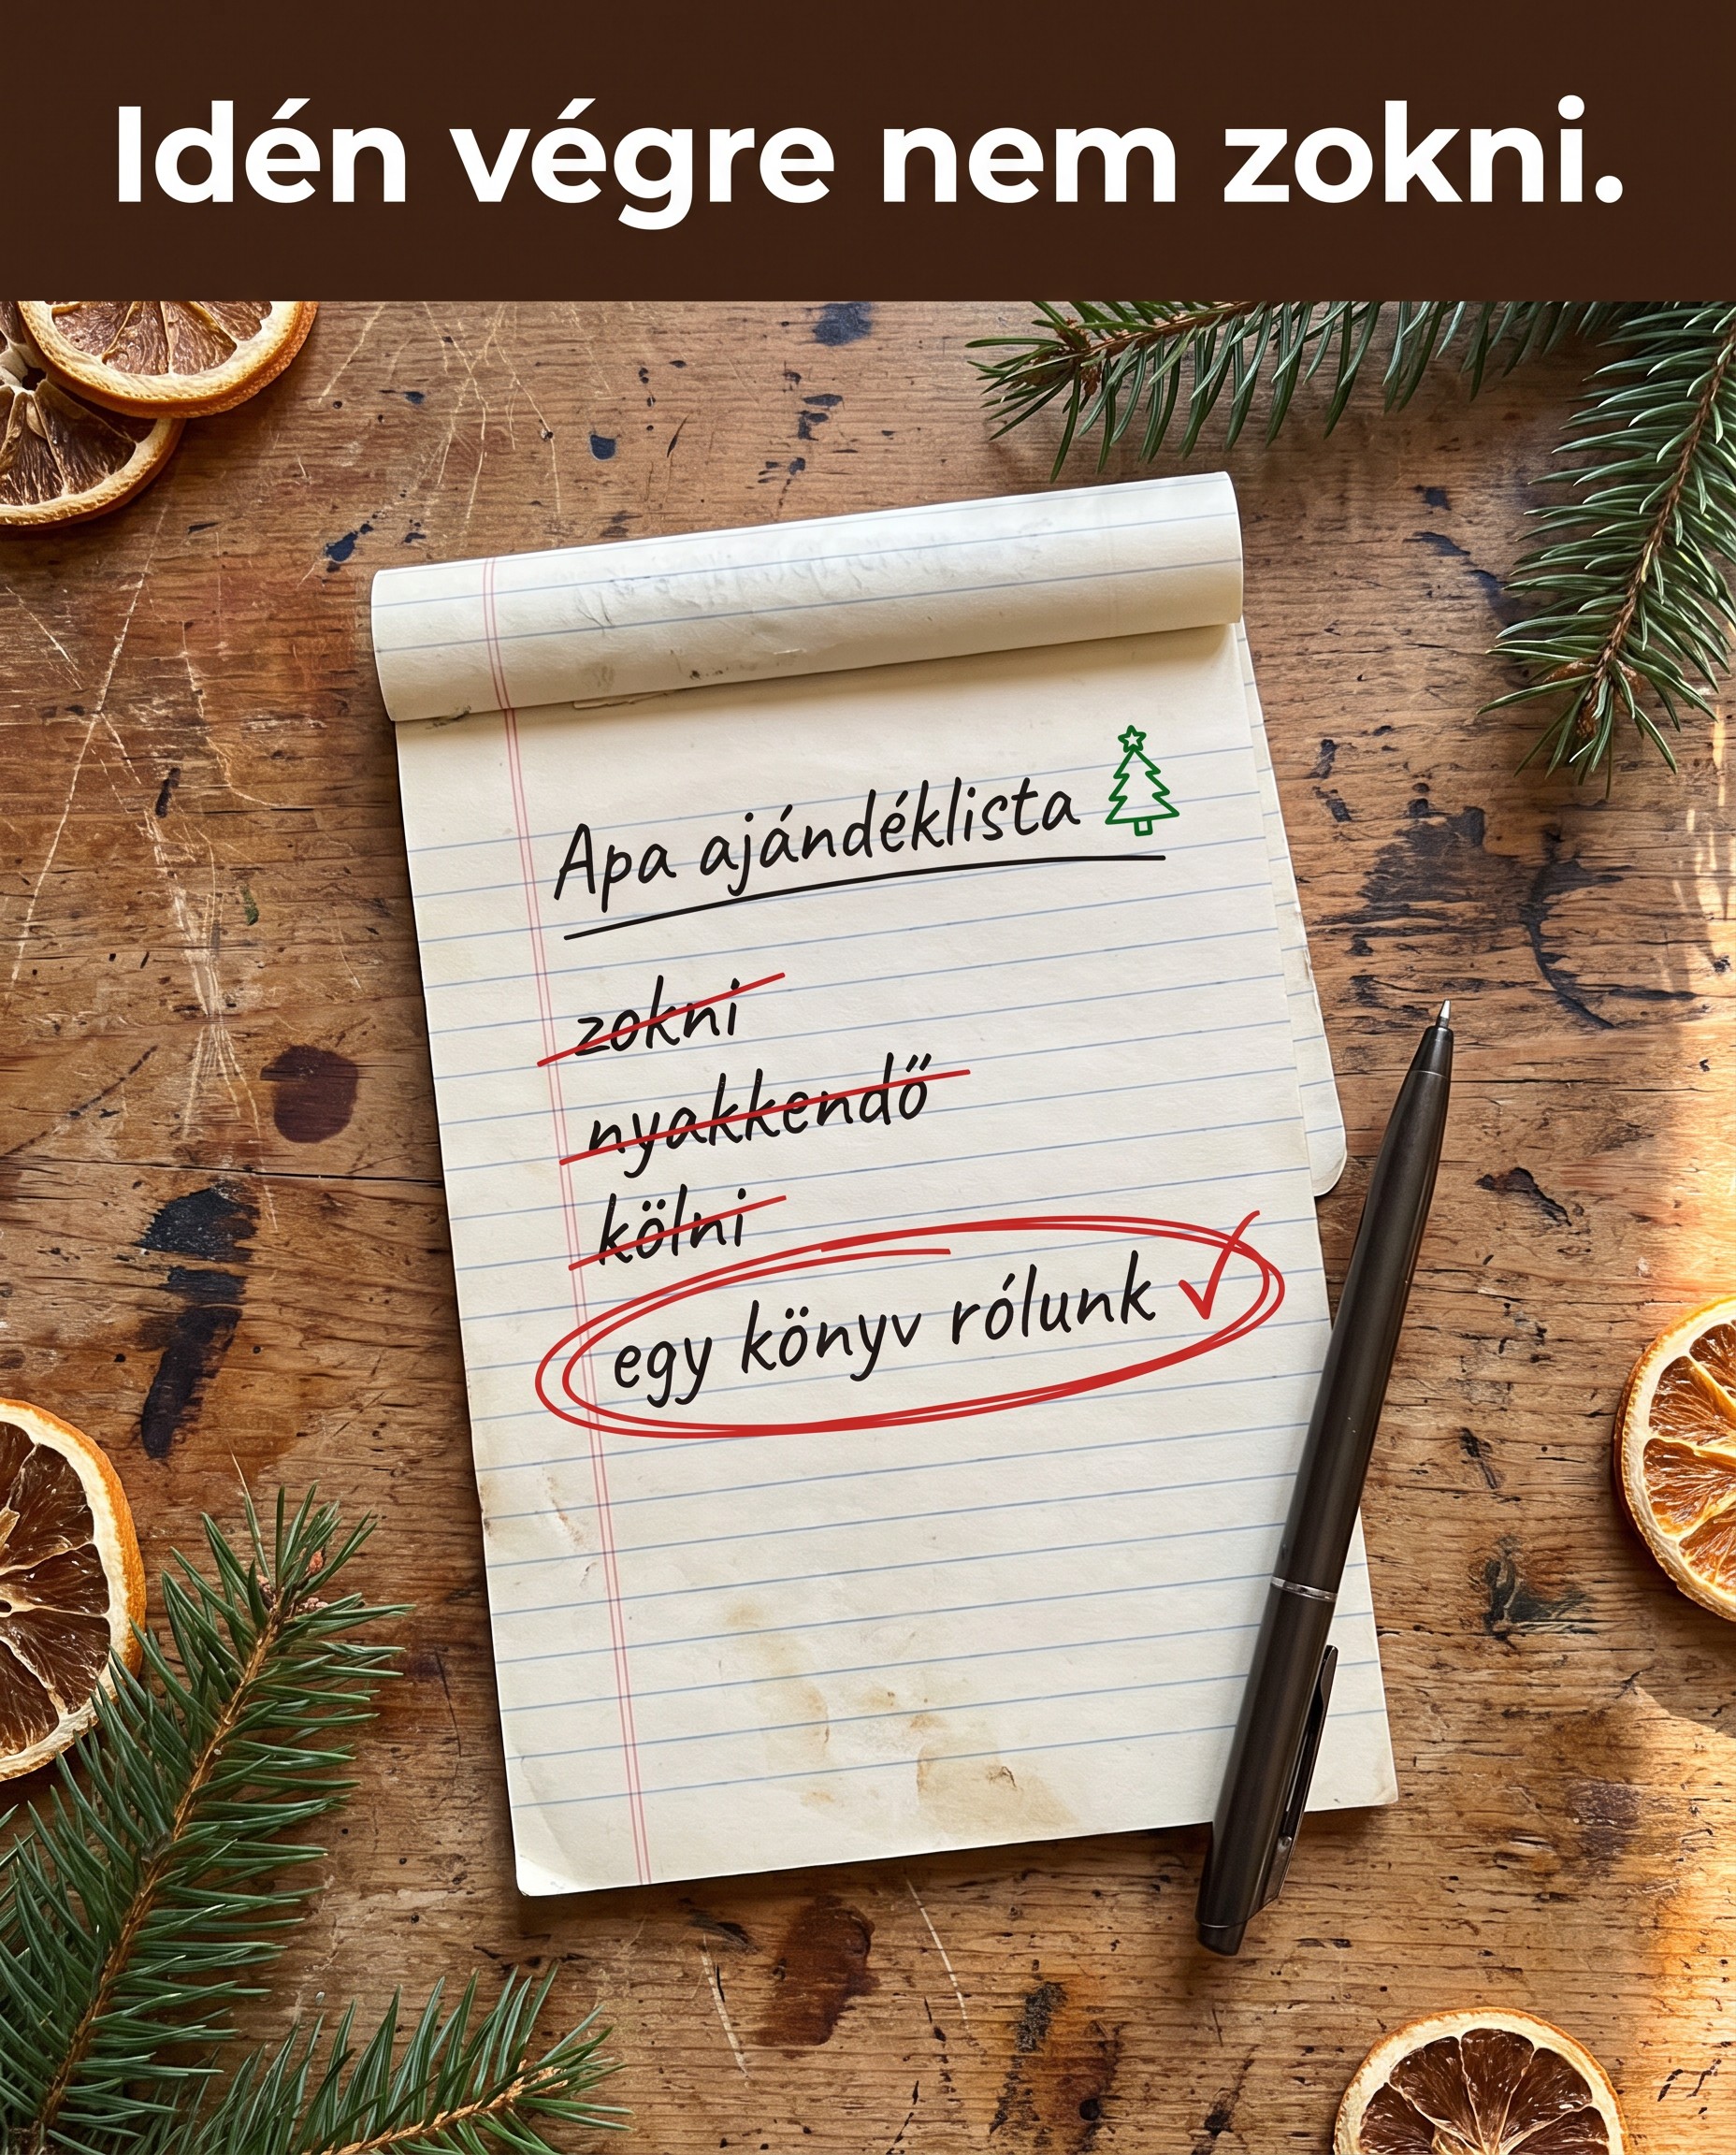 Idén végre nem zokni.
Apa ajándéklista
zokni
nyakkendő
kölni
egy könyv rólunk